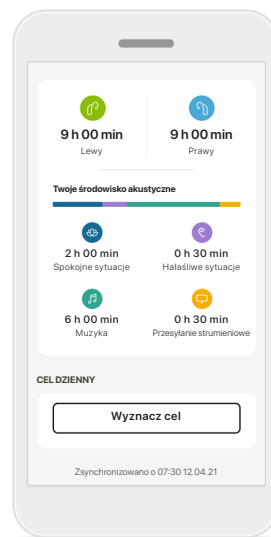 9 h 00 min
Lewy
9 h 00 min
Prawy
Twoje środowisko akustyczne
2 h 00 min
Spokojne sytuacje
0 h 30 min
Hałaśliwe sytuacje
6 h 00 min
Muzyka
0 h 30 min
Przesyłanie strumieniowe
CEL DZIENNY
Wyznacz cel
Zsynchronizowano o 07:30 12.04.21